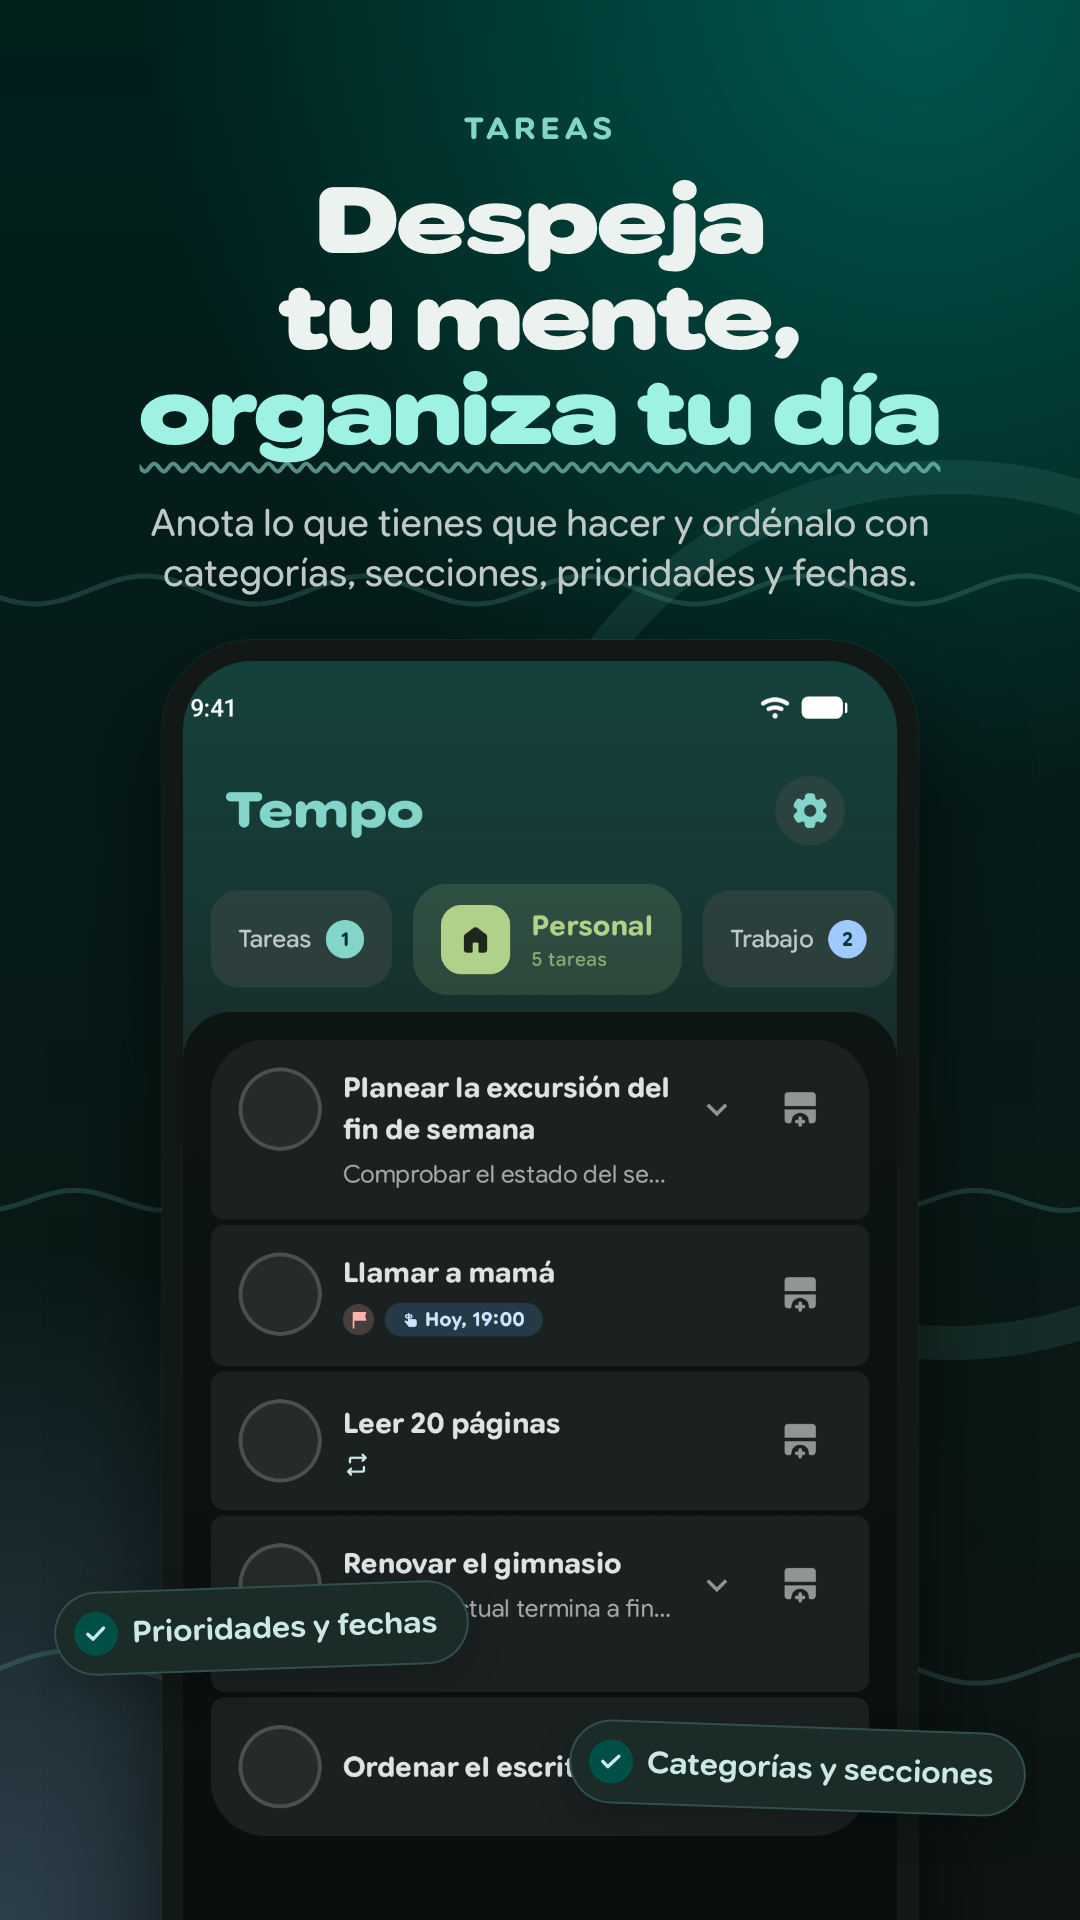 TAREAS
Despeja
tu mente,
organiza tu día
Anota lo que tienes que hacer y ordénalo con
categorías, secciones, prioridades y fechas.
9:41
Tempo
Tareas 1
Personal
5 tareas
Trabajo 2
Planear la excursión del
fin de semana
Comprobar el estado del se...
Llamar a mamá
Hoy, 19:00
Leer 20 páginas
Renovar el gimnasio
termina a fin...
Prioridades y fechas
Ordenar el
Categorías y secciones